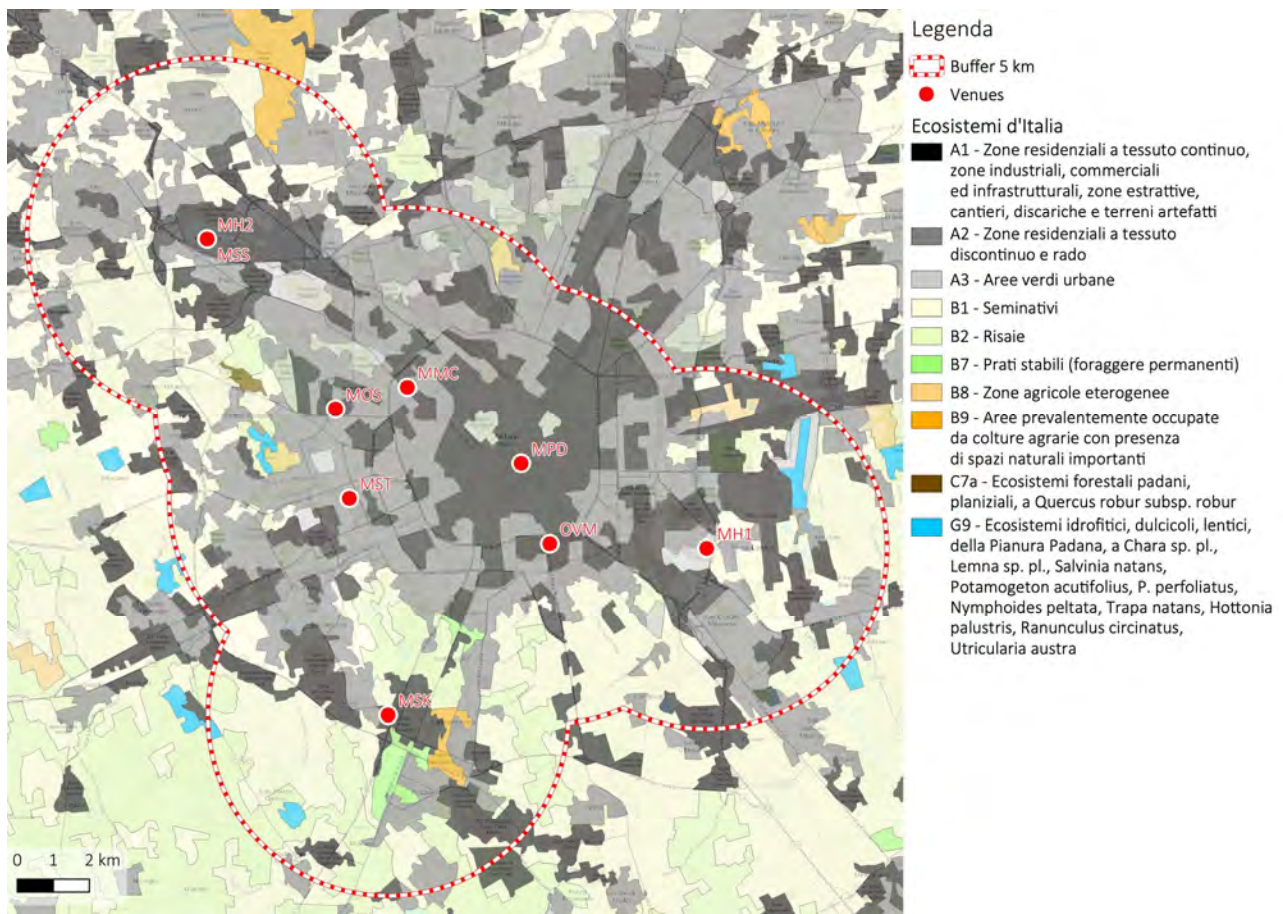 MH2
MSS
MMC
MOS
MPD
MST
OVM
MH1
MSK
0 1 2 km
Legenda
Buffer 5 km
Venues
Ecosistemi d'Italia
A1 - Zone residenziali a tessuto continuo,
zone industriali, commerciali
ed infrastrutturali, zone estrattive,
cantieri, discariche e terreni artefatti
A2 - Zone residenziali a tessuto
discontinuo e rado
A3 - Aree verdi urbane
B1 - Seminativi
B2 - Risaie
B7 - Prati stabili (foraggere permanenti)
B8 - Zone agricole eterogenee
B9 - Aree prevalentemente occupate
da colture agrarie con presenza
di spazi naturali importanti
C7a - Ecosistemi forestali padani,
planiziali, a Quercus robur subsp. robur
G9 - Ecosistemi idrofitici, dulcicoli, lentici,
della Pianura Padana, a Chara sp. pl.,
Lemna sp. pl., Salvinia natans,
Potamogeton acutifolius, P. perfoliatus,
Nymphoides peltata, Trapa natans, Hottonia
palustris, Ranunculus circinatus,
Utricularia austra